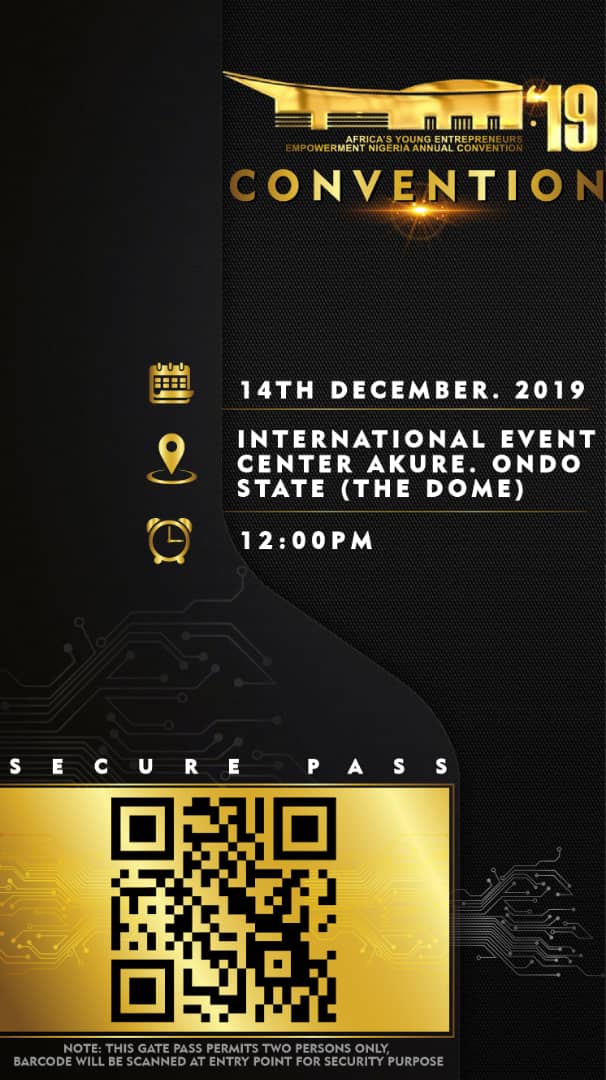 '19
AFRICA'S YOUNG ENTREPRENEURS
EMPOWERMENT NIGERIA ANNUAL CONVENTION
CONVENTION
14TH DECEMBER. 2019
INTERNATIONAL EVENT
CENTER AKURE. ONDO
STATE (THE DOME)
12:00PM
SECURE PASS
NOTE: THIS GATE PASS PERMITS TWO PERSONS ONLY,
BARCODE WILL BE SCANNED AT ENTRY POINT FOR SECURITY PURPOSE